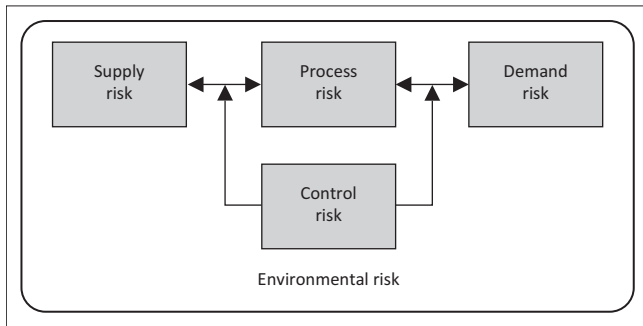 Supply
risk
Process
risk
Demand
risk
Control
risk
Environmental risk